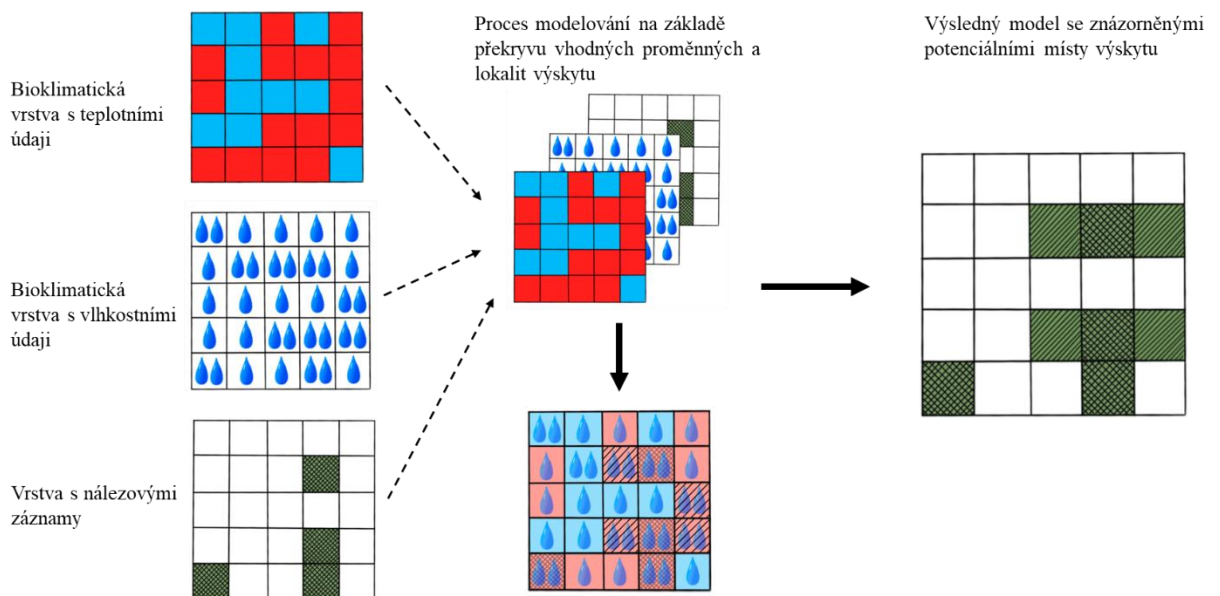 Bioklimatická
vrstva s teplotními
údaji
Bioklimatická
vrstva s vlhkostními
údaji
Vrstva s nálezovými
záznamy
Proces modelování na základě
překryvu vhodných proměnných a
lokalit výskytu
Výsledný model se znázorněnými
potenciálními místy výskytu